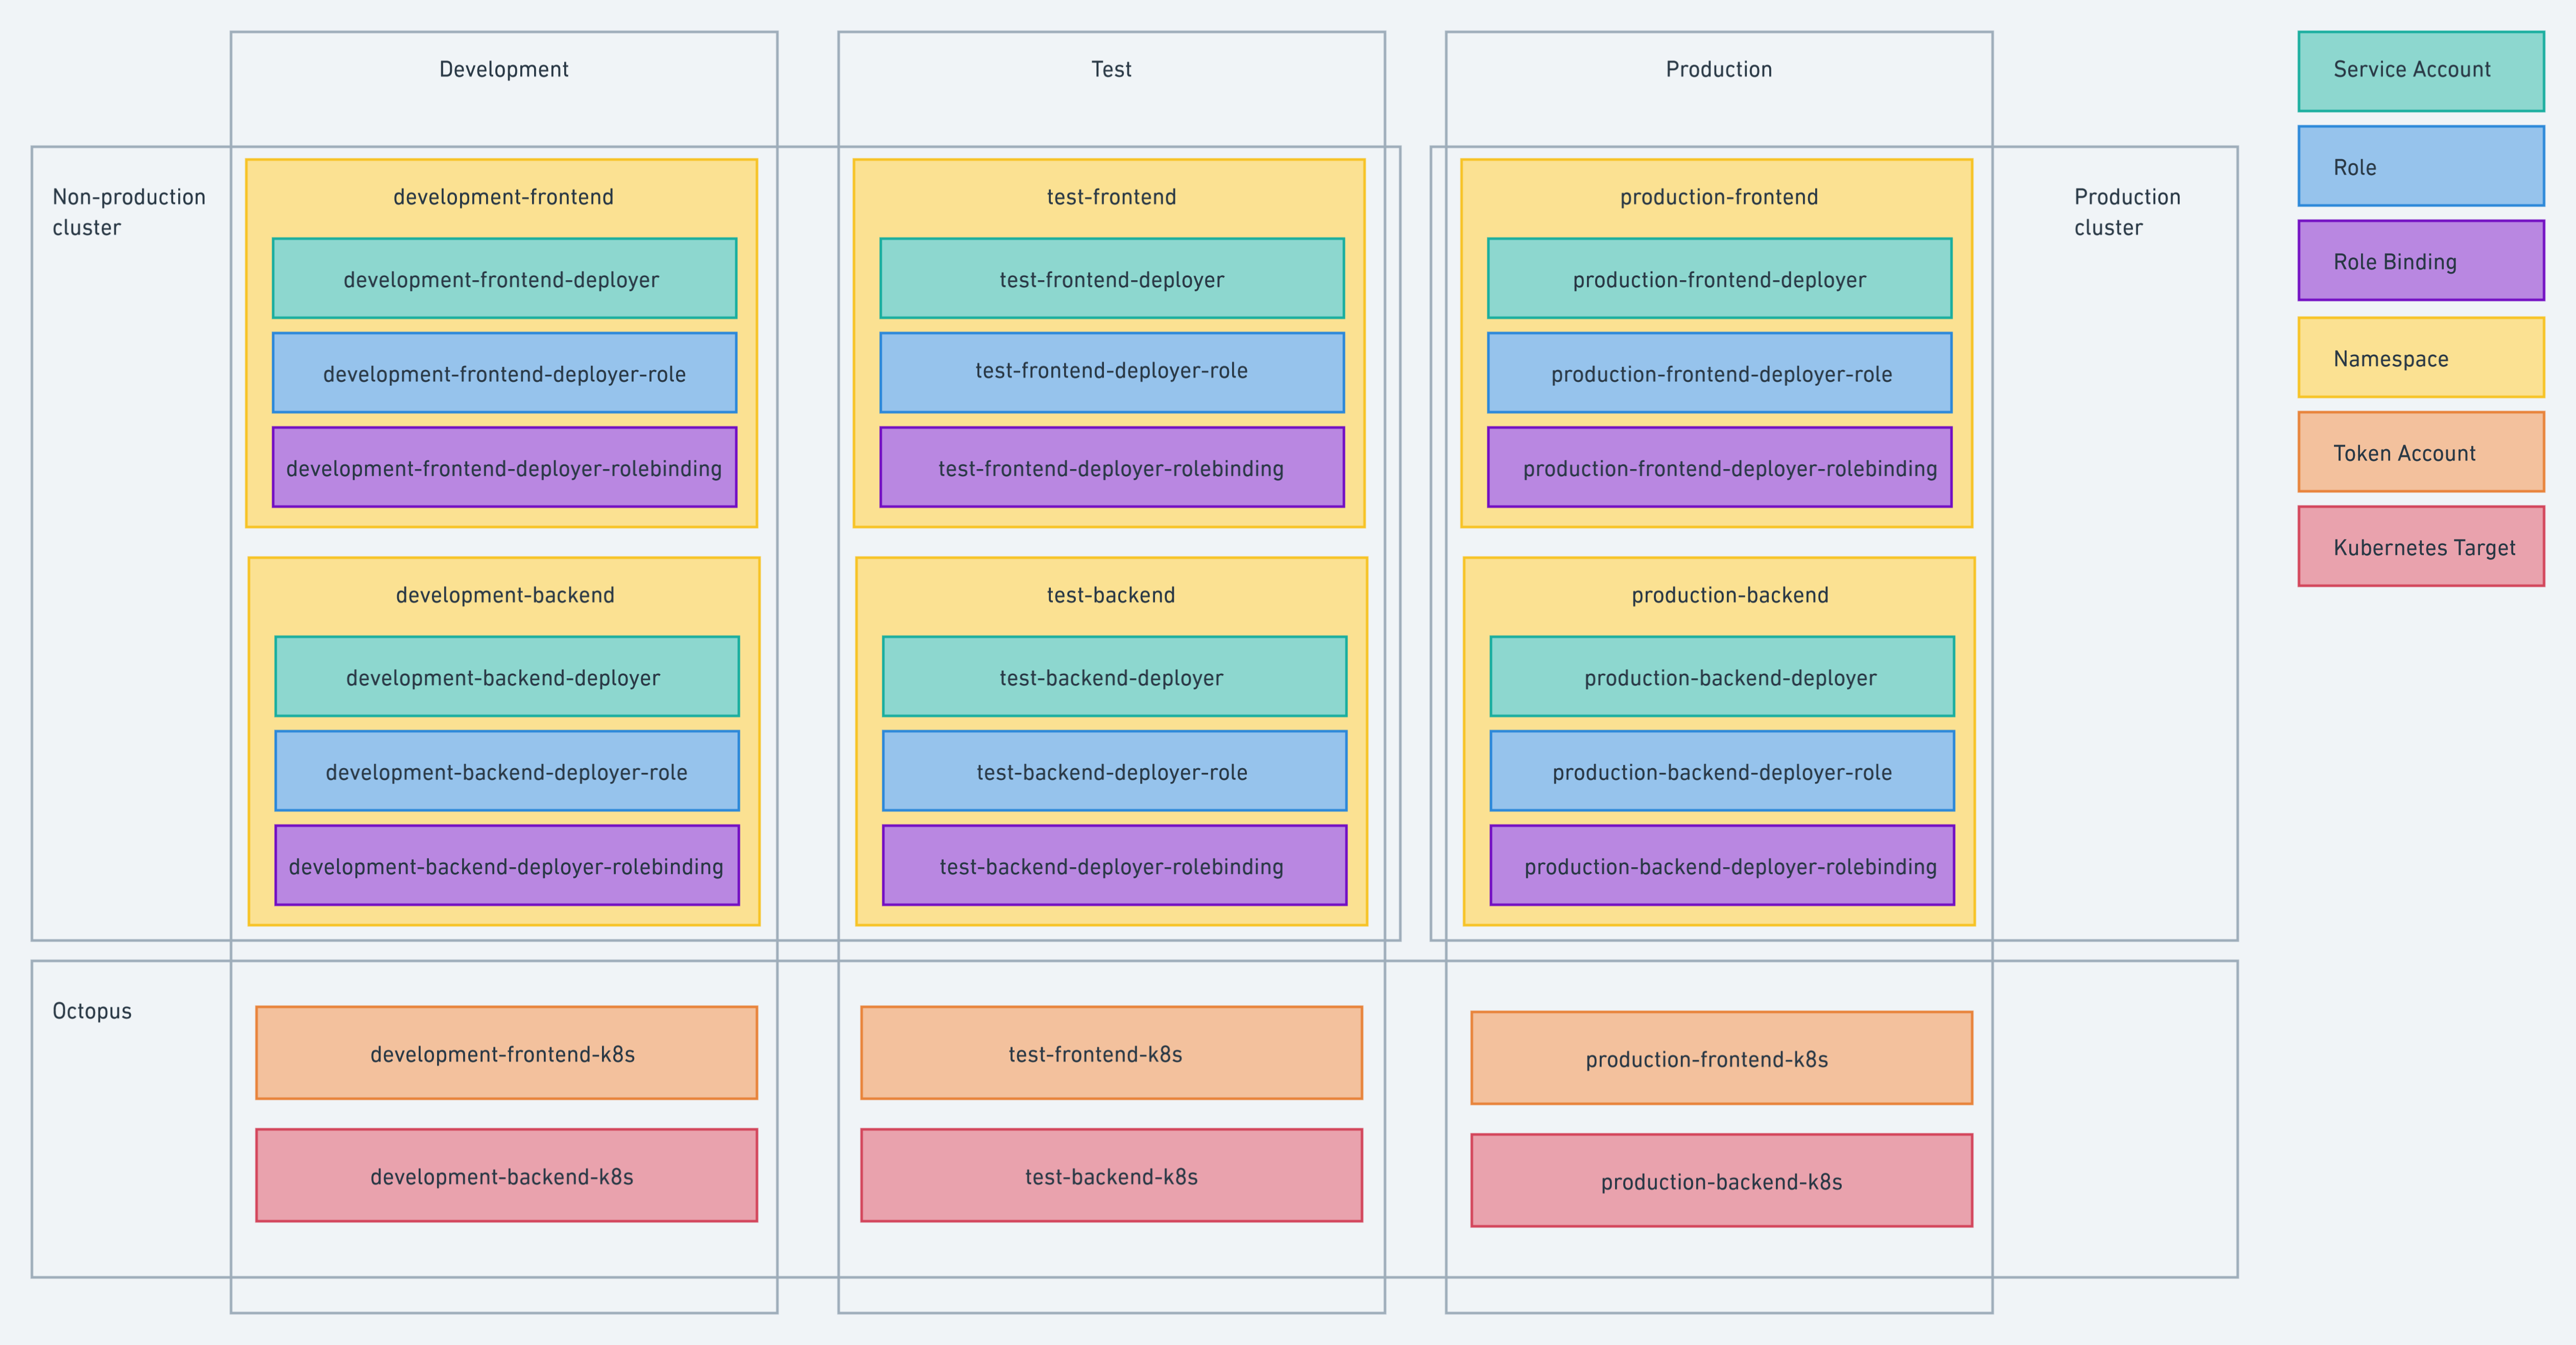 Development
Test
Production
Non-production
cluster
development-frontend
development-frontend-deployer
development-frontend-deployer-role
development-frontend-deployer-rolebinding
development-backend
development-backend-deployer
development-backend-deployer-role
development-backend-deployer-rolebinding
test-frontend
test-frontend-deployer
test-frontend-deployer-role
test-frontend-deployer-rolebinding
test-backend
test-backend-deployer
test-backend-deployer-role
test-backend-deployer-rolebinding
production-frontend
production-frontend-deployer
production-frontend-deployer-role
production-frontend-deployer-rolebinding
production-backend
production-backend-deployer
production-backend-deployer-role
production-backend-deployer-rolebinding
Production
cluster
Octopus
development-frontend-k8s
development-backend-k8s
test-frontend-k8s
test-backend-k8s
production-frontend-k8s
production-backend-k8s
Service Account
Role
Role Binding
Namespace
Token Account
Kubernetes Target